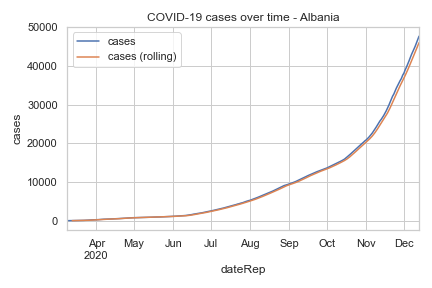 COVID-19 cases over time - Albania
cases
cases (rolling)
50000
40000
30000
20000
10000
0
cases
Apr May Jun Jul Aug Sep Oct Nov Dec
2020
dateRep